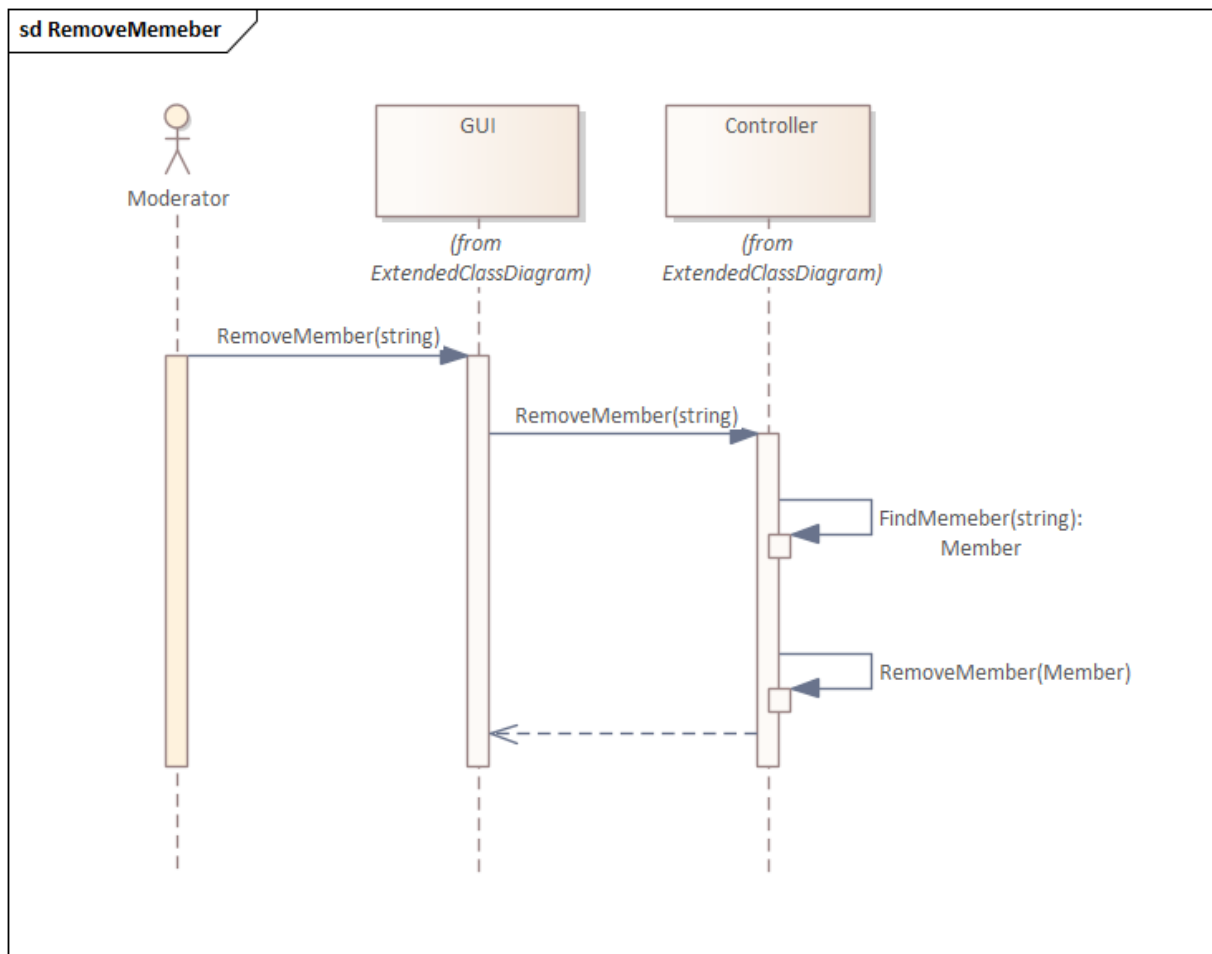 sd RemoveMemeber
Moderator
GUI
(from
ExtendedClassDiagram)
Controller
(from
ExtendedClassDiagram)
RemoveMember(string)
RemoveMember(string)
FindMemeber(string):
Member
RemoveMember(Member)